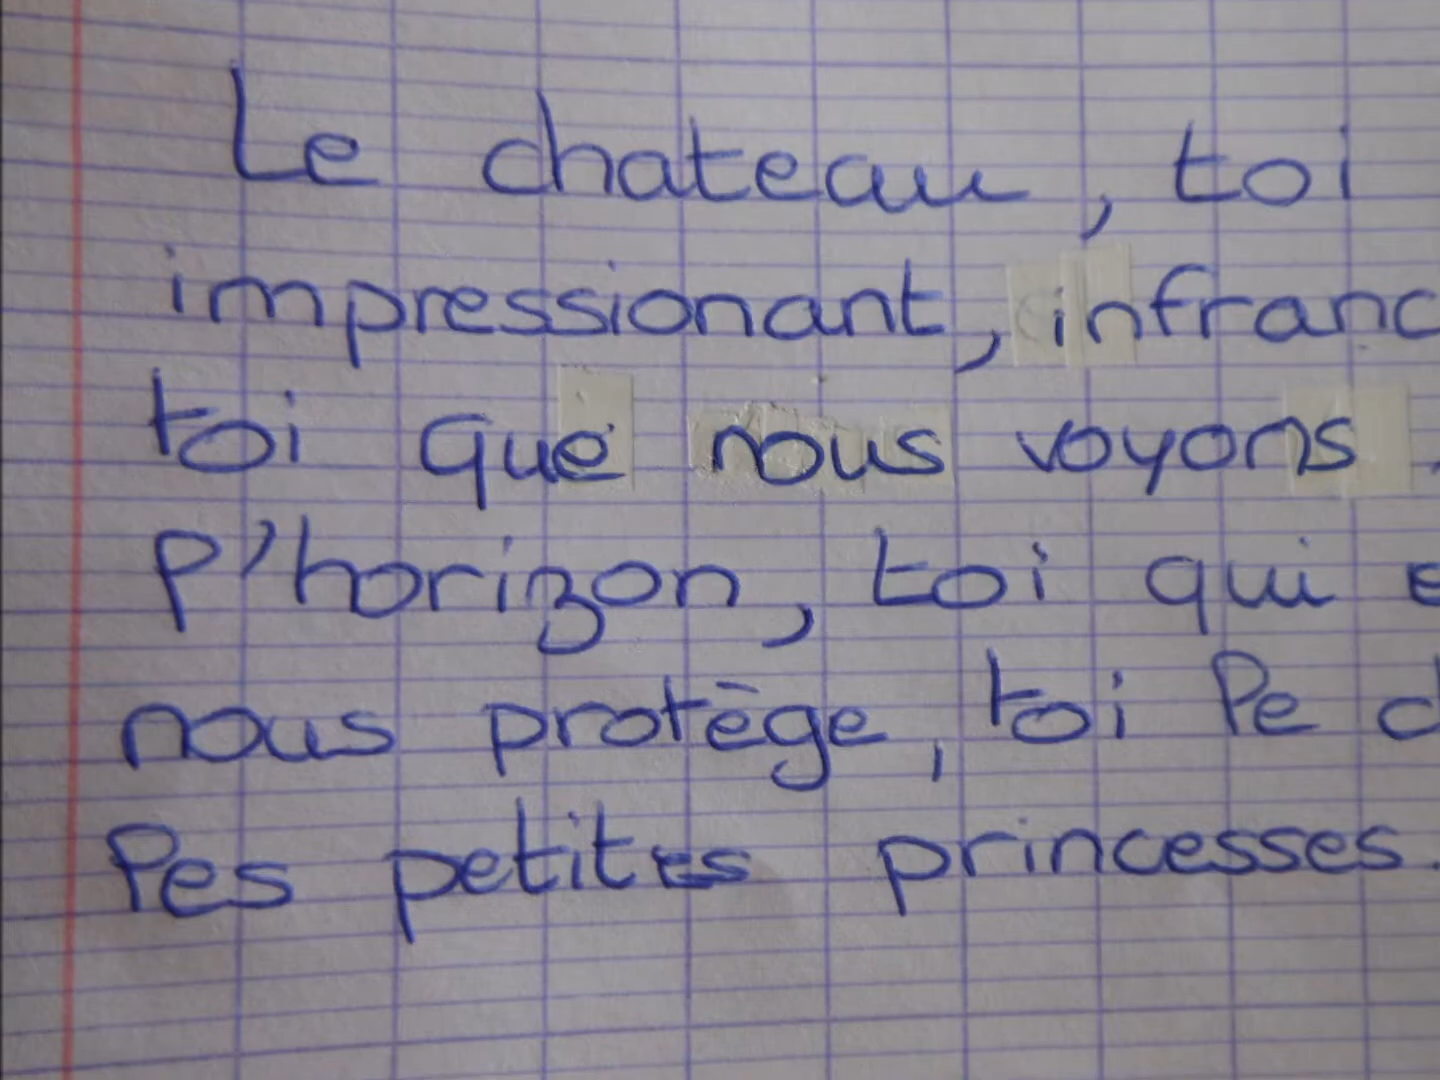 Le chateau, toi
impressionant, infranc
toi que nous voyons
l'horizon, toi qui e
nous protège, toi le d
les petites princesses.